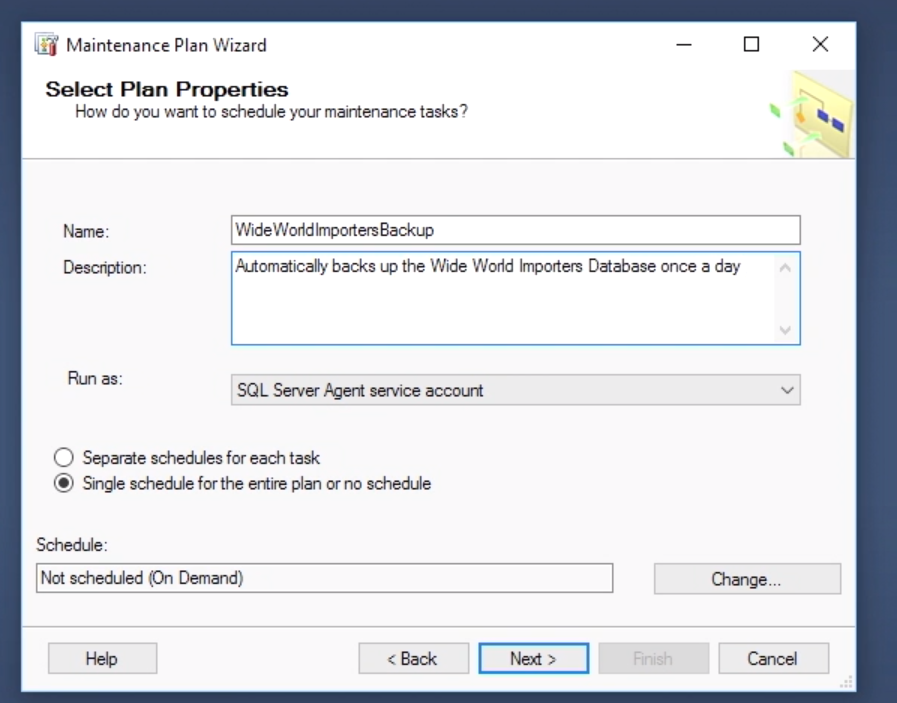 Maintenance Plan Wizard
Select Plan Properties
How do you want to schedule your maintenance tasks?
Name:
WideWorldImportersBackup
Description:
Automatically backs up the Wide World Importers Database once a day
Run as:
SQL Server Agent service account
Separate schedules for each task
Single schedule for the entire plan or no schedule
Schedule:
Not scheduled (On Demand)
Change...
Help
< Back
Next >
Finish
Cancel